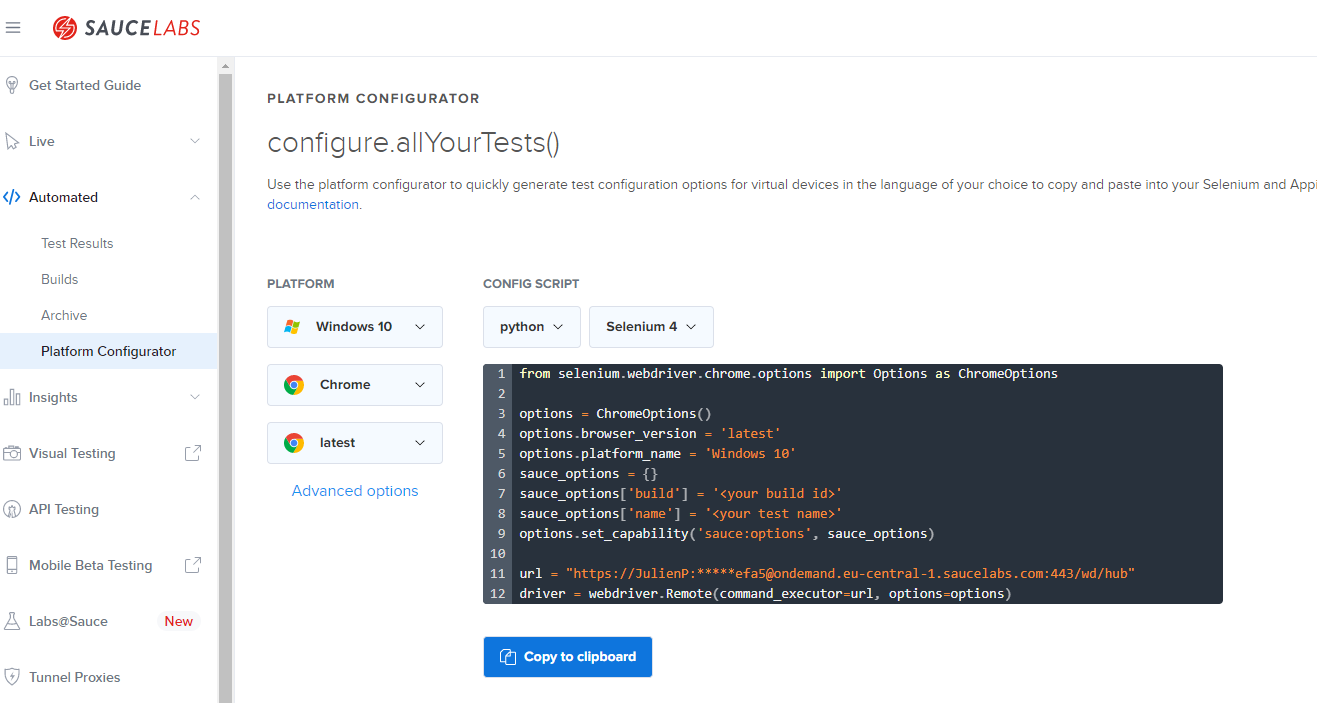 SAUCELABS
Get Started Guide
Live
Automated
Test Results
Builds
Archive
Platform Configurator
Insights
Visual Testing
API Testing
Mobile Beta Testing
Labs@Sauce New
Tunnel Proxies
PLATFORM CONFIGURATOR
configure.allYourTests()
Use the platform configurator to quickly generate test configuration options for virtual devices in the language of your choice to copy and paste into your Selenium and
documentation.
PLATFORM
Windows 10
Chrome
latest
Advanced options
CONFIG SCRIPT
python
Selenium 4
1 from selenium.webdriver.chrome.options import Options as ChromeOptions
2
3 options = ChromeOptions()
4 options.browser_version = 'latest'
5 options.platform_name = 'Windows 10'
6 sauce_options = {}
7 sauce_options['build'] = '<your build id>'
8 sauce_options['name'] = '<your test name>'
9 options.set_capability('sauce:options', sauce_options)
10
11 url = "https://JulienP:*****efa5@ondemand.eu-central-1.saucelabs.com:443/wd/hub"
12 driver = webdriver.Remote(command_executor=url, options=options)
Copy to clipboard